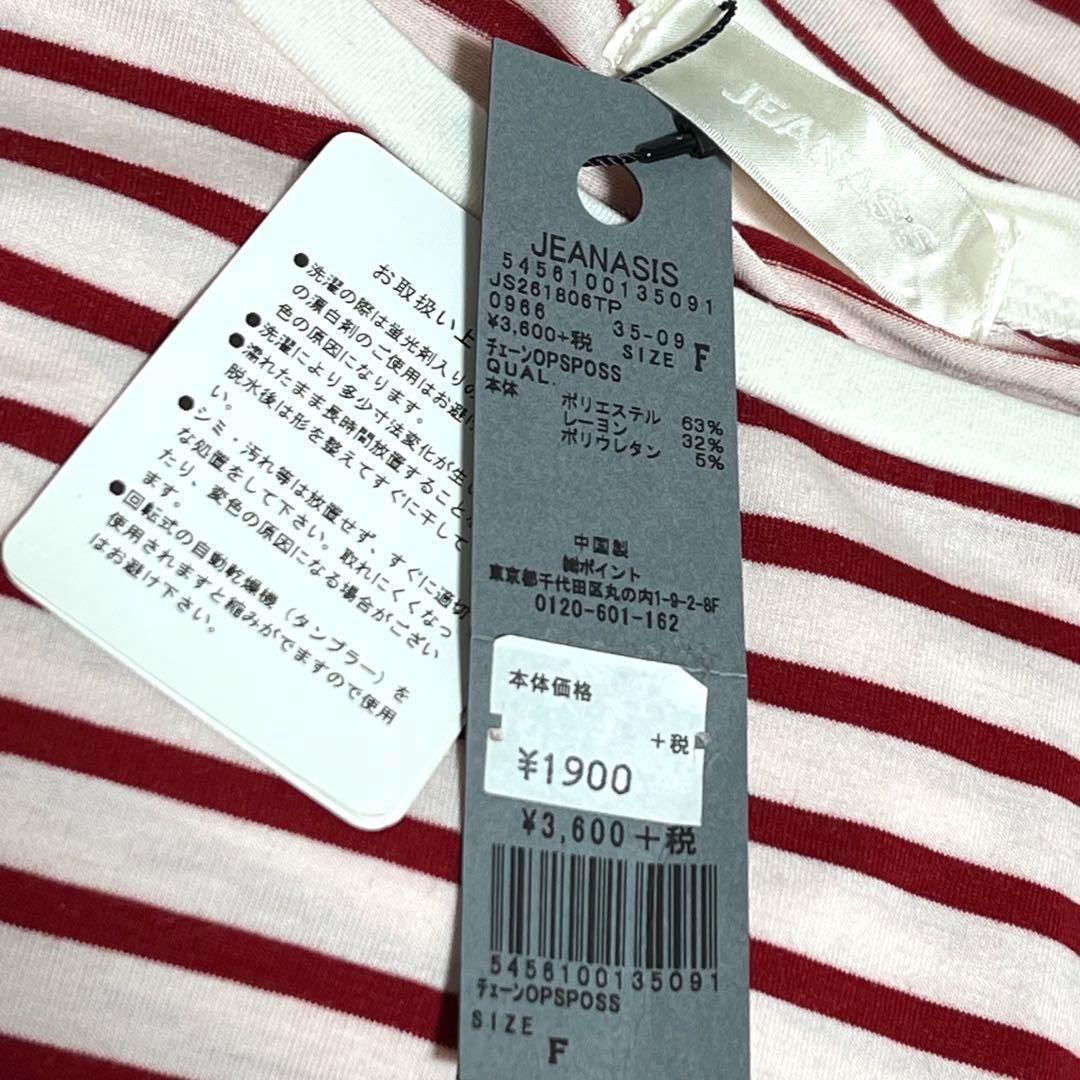 JEANASIS
お取扱い上
●洗濯の際は蛍光剤入りの
の漂白剤のご使用はお避け
色の原因になります。
●洗濯により多少寸法変化が生
●濡れたまま長時間放置すること
脱水後は形を整えてすぐに干して
い。
●シミ・汚れ等は放置せず、すぐに適切
な処置をして下さい。取れにくくなっ
たり、変色の原因になる場合がござい
ます。
●回転式の自動乾燥機（タンブラー）を
使用されますと縮みがでますので使用
はお避け下さい。
JEANASIS
5456100135091
JS261806TP
0966 35-09
¥3,600+税 SIZE F
ﾁｪｰﾝOPSPOSS
QUAL.
本体 ポリエステル 63%
レーヨン 32%
ポリウレタン 5%
中国製
㈱ポイント
東京都千代田区丸の内1-9-2-8F
0120-601-162
本体価格
+税
¥1900
¥3,600+税
5456100135091
ﾁｪｰﾝOPSPOSS
SIZE
F